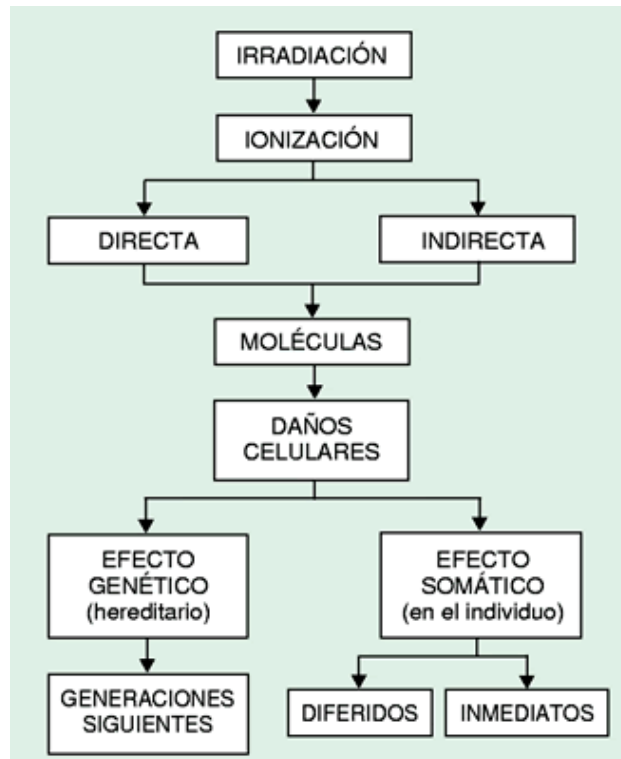 IRRADIACIÓN
IONIZACIÓN
DIRECTA
INDIRECTA
MOLÉCULAS
DAÑOS
CELULARES
EFECTO
GENÉTICO
(hereditario)
EFECTO
SOMÁTICO
(en el individuo)
GENERACIONES
SIGUIENTES
DIFERIDOS
INMEDIATOS